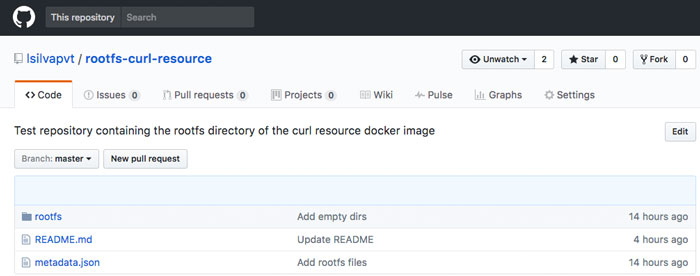 This repository Search
lsilvapvt / rootfs-curl-resource
Unwatch 2 Star 0 Fork 0
Code Issues 0 Pull requests 0 Projects 0 Wiki Pulse Graphs Settings
Test repository containing the rootfs directory of the curl resource docker image Edit
Branch: master New pull request
rootfs Add empty dirs 14 hours ago
README.md Update README 4 hours ago
metadata.json Add rootfs files 14 hours ago